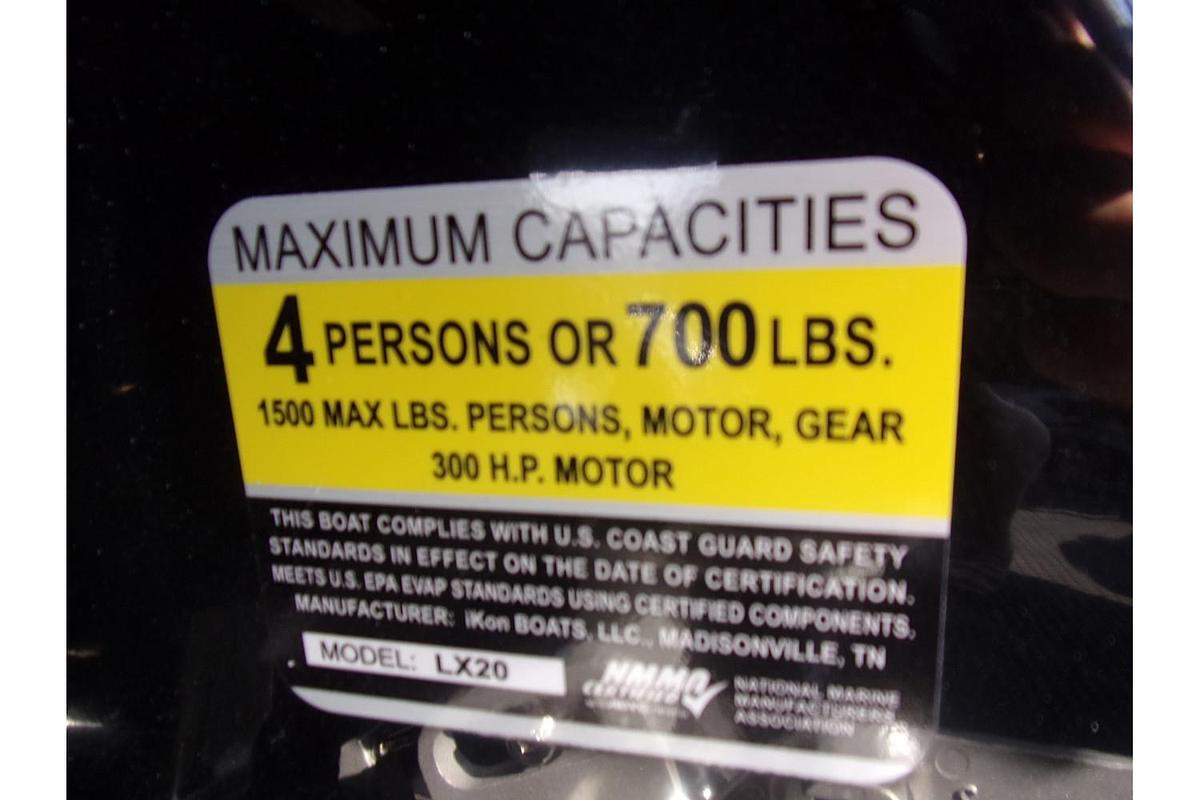 MAXIMUM CAPACITIES
4 PERSONS OR 700 LBS.
1500 MAX LBS. PERSONS, MOTOR, GEAR
300 H.P. MOTOR
THIS BOAT COMPLIES WITH U.S. COAST GUARD SAFETY
STANDARDS IN EFFECT ON THE DATE OF CERTIFICATION.
MEETS U.S. EPA EVAP STANDARDS USING CERTIFIED COMPONENTS.
MANUFACTURER: iKon BOATS, LLC., MADISONVILLE, TN
MODEL: LX20
NMMA
CERTIFIED
NATIONAL MARINE
MANUFACTURERS
ASSOCIATION